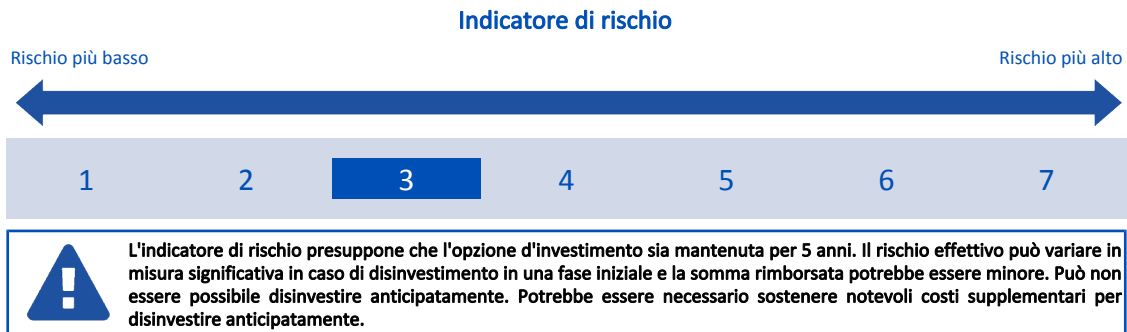 Indicatore di rischio
Rischio più basso
Rischio più alto
1 2 3 4 5 6 7
L'indicatore di rischio presuppone che l'opzione d'investimento sia mantenuta per 5 anni. Il rischio effettivo può variare in
misura significativa in caso di disinvestimento in una fase iniziale e la somma rimborsata potrebbe essere minore. Può non
essere possibile disinvestire anticipatamente. Potrebbe essere necessario sostenere notevoli costi supplementari per
disinvestire anticipatamente.